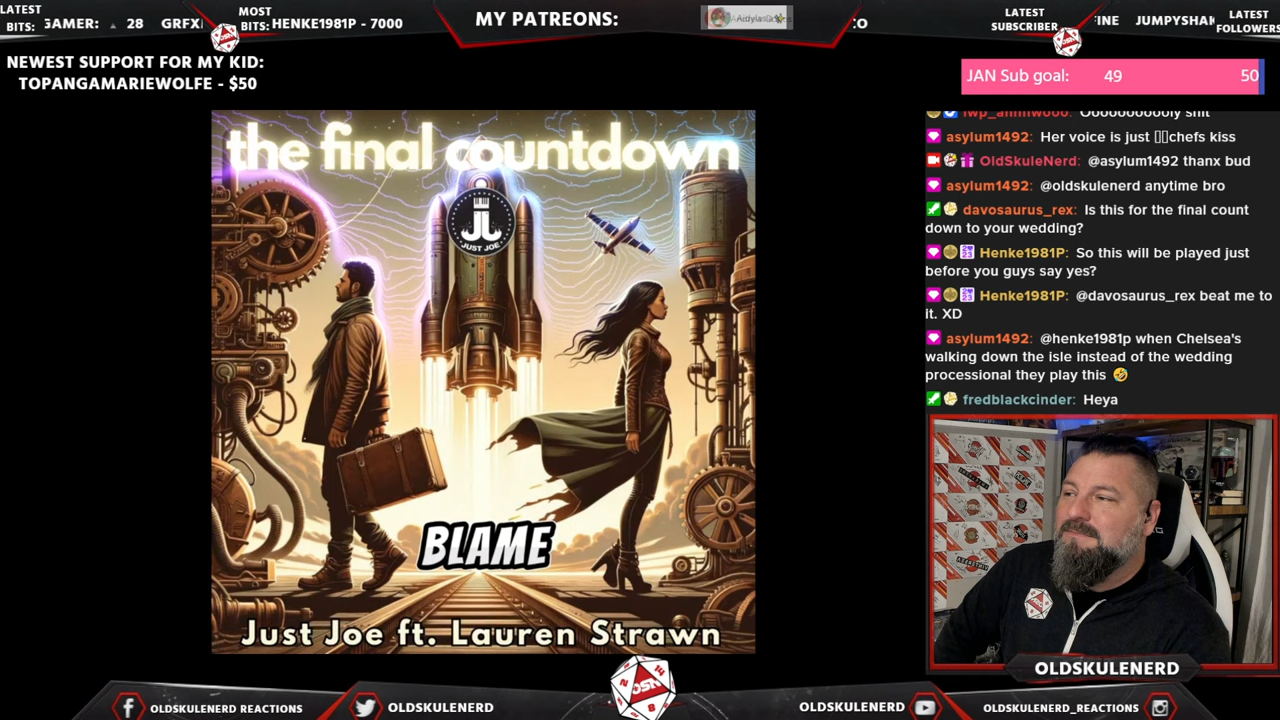 LATEST
BITS:
GAMER: 28
MOST
BITS:
HENKE1981P - 7000
MY PATREONS:
LATEST
SUBSCRIBER
JUMPYSHAK
LATEST
FOLLOWERS
NEWEST SUPPORT FOR MY KID:
TOPANGAMARIEWOLFE - $50
JAN Sub goal: 49 50
the final countdown
JL
JUST JOE
BLAME
Just Joe ft. Lauren Strawn
asylum1492: Her voice is just chefs kiss
OldSkuleNerd: @asylum1492 thanx bud
asylum1492: @oldskulenerd anytime bro
davosaurus_rex: Is this for the final count
down to your wedding?
Henke1981P: So this will be played just
before you guys say yes?
Henke1981P: @davosaurus_rex beat me to
it. XD
asylum1492: @henke1981p when Chelsea's
walking down the isle instead of the wedding
processional they play this 🤣
fredblackcinder: Heya
OLDSKULENERD
OLDSKULENERD REACTIONS
OLDSKULENERD
OSN
OLDSKULENERD
OLDSKULENERD_REACTIONS